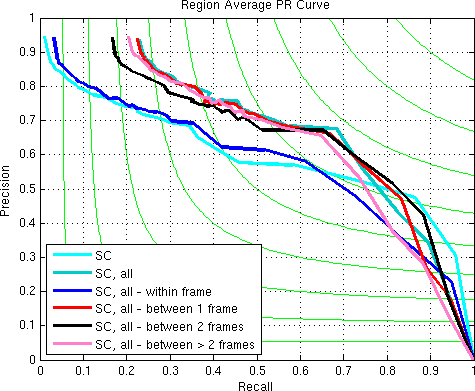 Region Average PR Curve
1
0.9
0.8
0.7
0.6
0.5
0.4
0.3
0.2
0.1
0
Precision
SC
SC, all
SC, all - within frame
SC, all - between 1 frame
SC, all - between 2 frames
SC, all - between > 2 frames
0 0.1 0.2 0.3 0.4 0.5 0.6 0.7 0.8 0.9
Recall